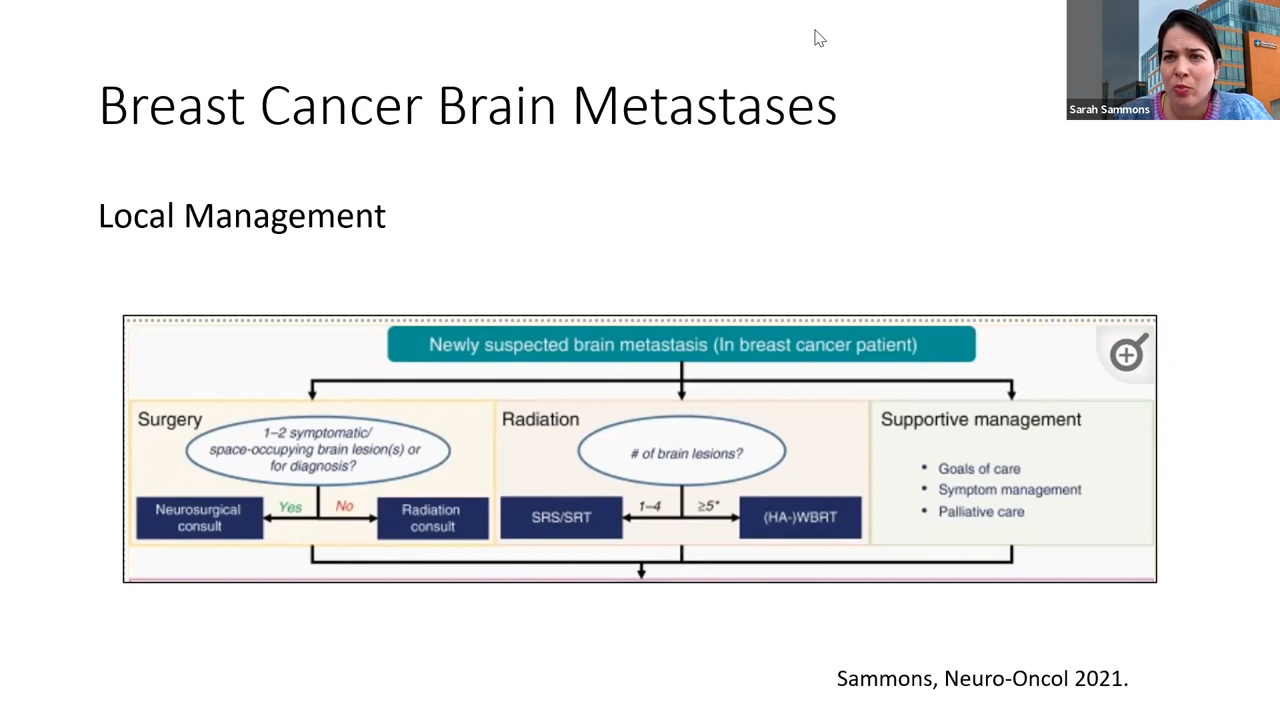 Breast Cancer Brain Metastases
Sarah Sammons
Local Management
Newly suspected brain metastasis (In breast cancer patient)
Surgery
1–2 symptomatic/
space-occupying brain lesion(s) or
for diagnosis?
Yes
No
Neurosurgical
consult
Radiation
consult
Radiation
# of brain lesions?
1–4
≥5*
SRS/SRT
(HA-)WBRT
Supportive management
• Goals of care
• Symptom management
• Palliative care
Sammons, Neuro-Oncol 2021.